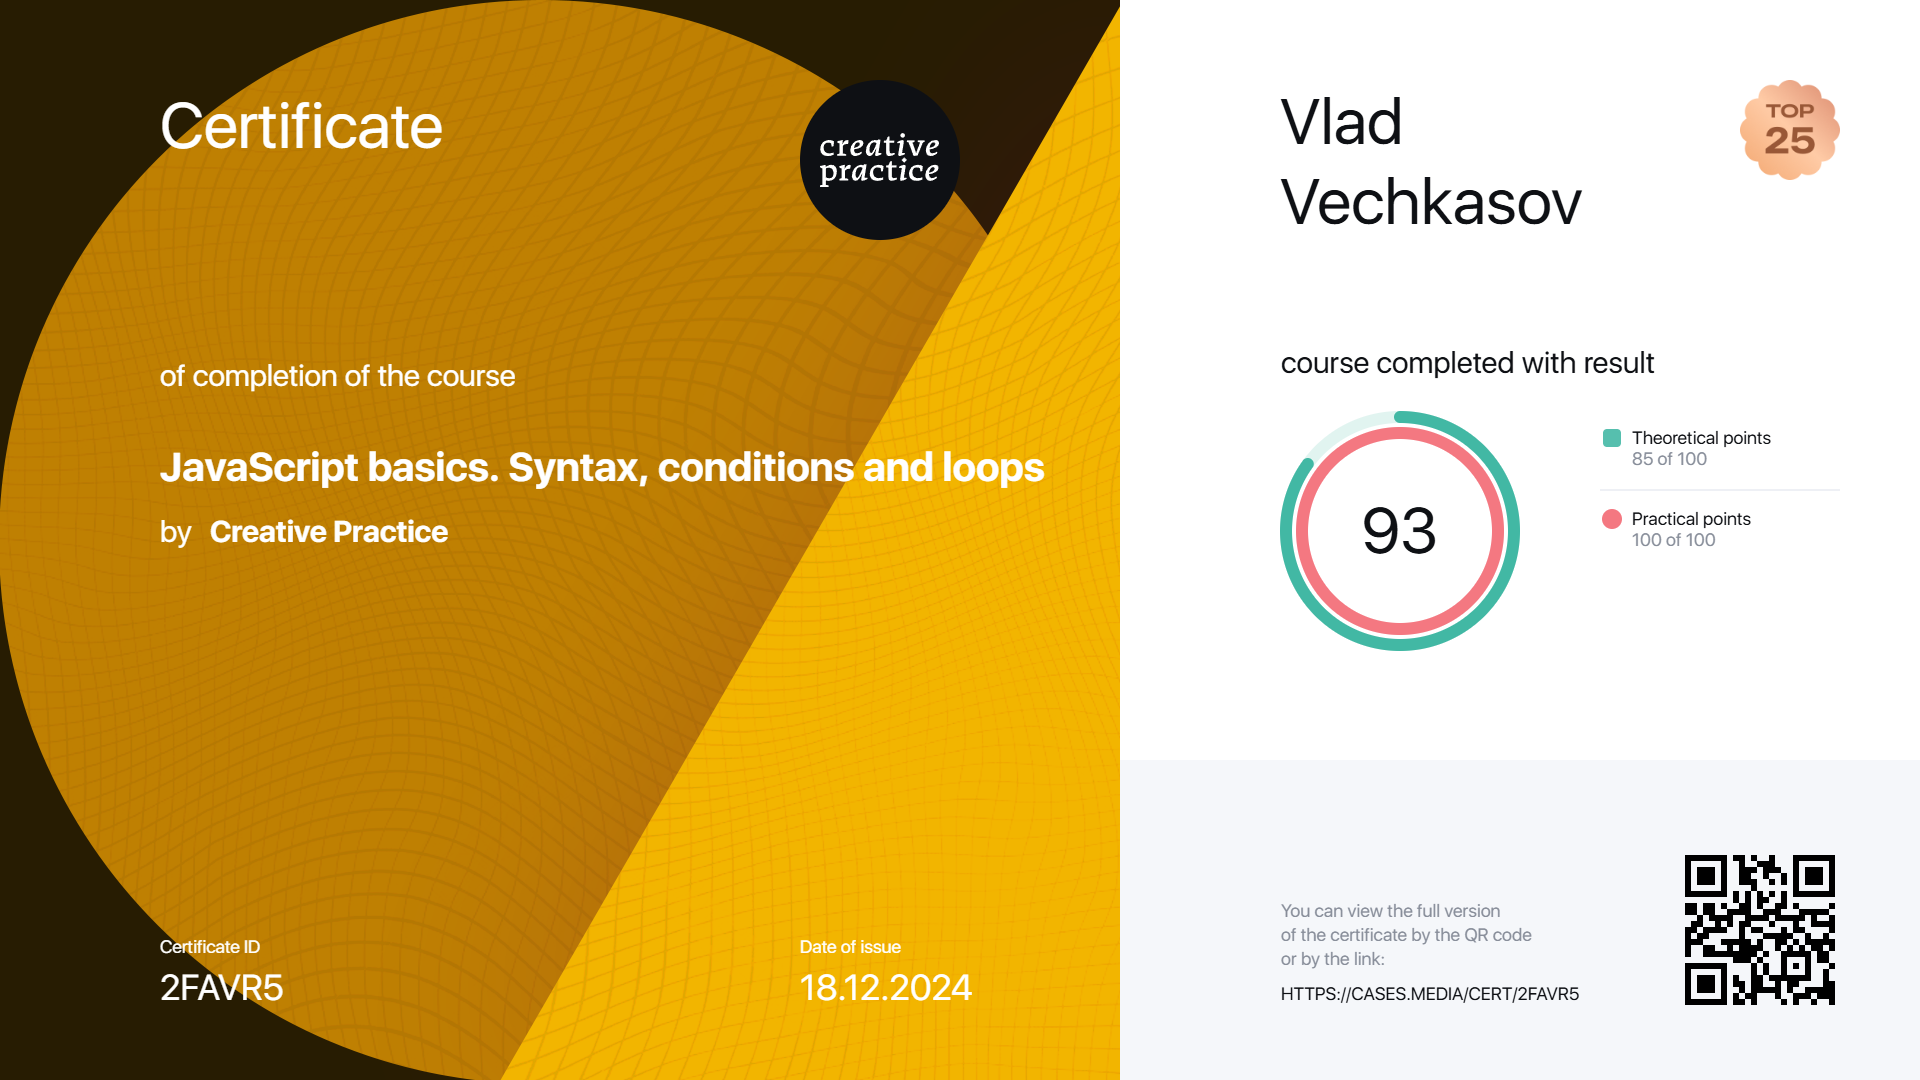 Certificate
creative
practice
of completion of the course
JavaScript basics. Syntax, conditions and loops
by Creative Practice
Certificate ID
2FAVR5
Date of issue
18.12.2024
Vlad
Vechkasov
TOP
25
course completed with result
93
Theoretical points
85 of 100
Practical points
100 of 100
You can view the full version
of the certificate by the QR code
or by the link:
HTTPS://CASES.MEDIA/CERT/2FAVR5